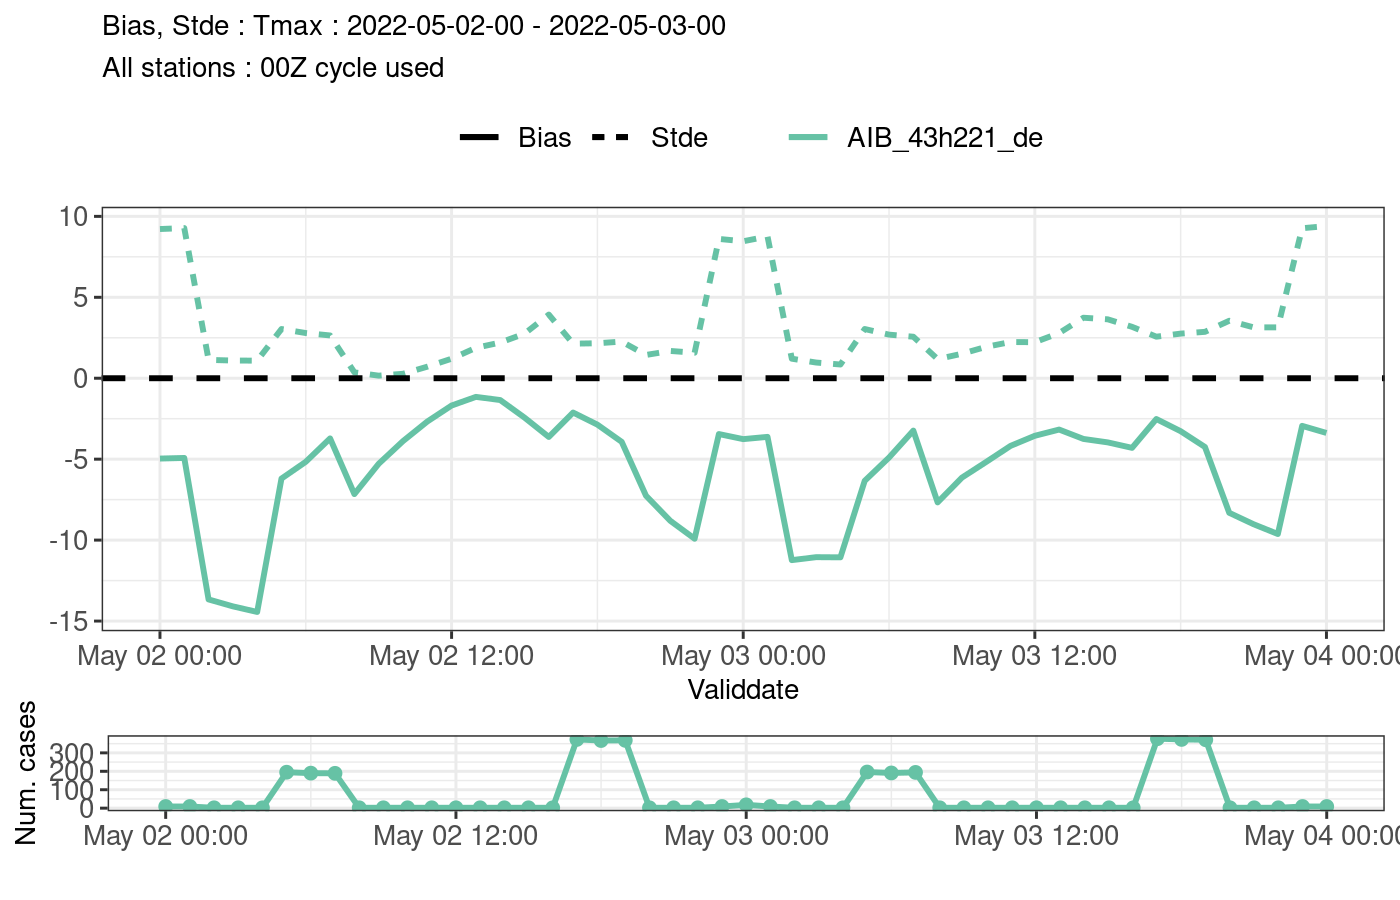 Bias, Stde : Tmax : 2022-05-02-00 - 2022-05-03-00
All stations : 00Z cycle used
Bias Stde AIB_43h221_de
10
5
0
-5
-10
-15
May 02 00:00 May 02 12:00 May 03 00:00 May 03 12:00 May 04 00:00
Validdate
Num. cases
300
200
100
0
May 02 00:00 May 02 12:00 May 03 00:00 May 03 12:00 May 04 00:00